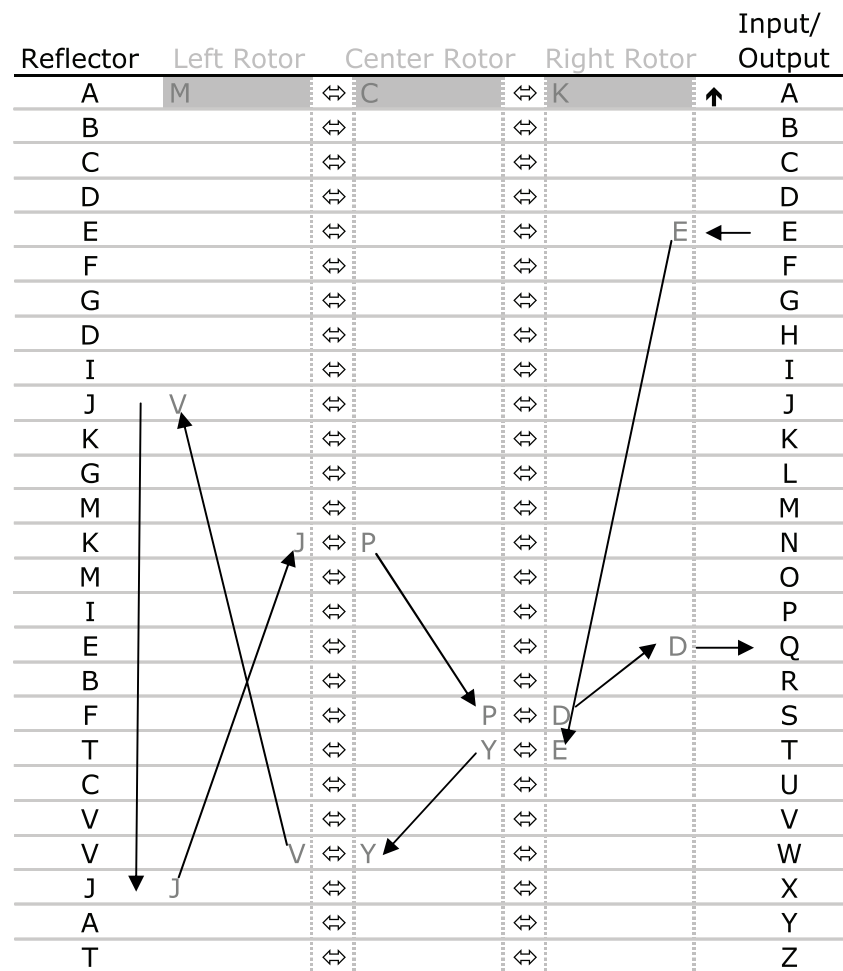 Input/
Reflector Left Rotor Center Rotor Right Rotor Output
A M ⬄ C ⬄ K 🡹 A
B ⬄ ⬄ B
C ⬄ ⬄ C
D ⬄ ⬄ D
E ⬄ ⬄ E E
F ⬄ ⬄ F
G ⬄ ⬄ G
D ⬄ ⬄ H
I ⬄ ⬄ I
J V ⬄ ⬄ J
K ⬄ ⬄ K
G ⬄ ⬄ L
M ⬄ ⬄ M
K J ⬄ P ⬄ N
M ⬄ ⬄ O
I ⬄ ⬄ P
E ⬄ ⬄ D Q
B ⬄ ⬄ R
F ⬄ P ⬄ D S
T ⬄ Y ⬄ E T
C ⬄ ⬄ U
V ⬄ ⬄ V
V V ⬄ Y ⬄ W
J J ⬄ ⬄ X
A ⬄ ⬄ Y
T ⬄ ⬄ Z